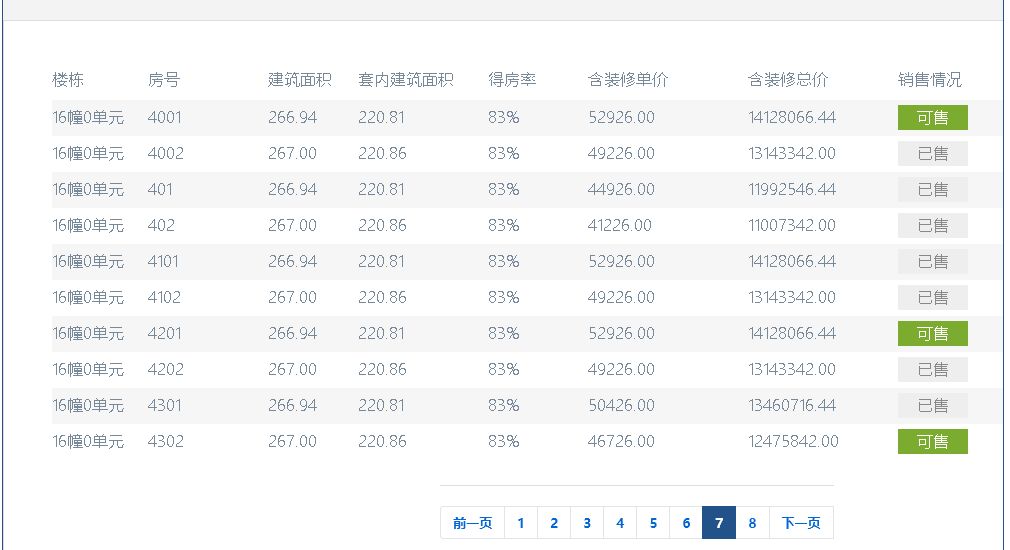 楼栋 房号 建筑面积 套内建筑面积 得房率 含装修单价 含装修总价 销售情况
16幢0单元 4001 266.94 220.81 83% 52926.00 14128066.44 可售
16幢0单元 4002 267.00 220.86 83% 49226.00 13143342.00 已售
16幢0单元 401 266.94 220.81 83% 44926.00 11992546.44 已售
16幢0单元 402 267.00 220.86 83% 41226.00 11007342.00 已售
16幢0单元 4101 266.94 220.81 83% 52926.00 14128066.44 已售
16幢0单元 4102 267.00 220.86 83% 49226.00 13143342.00 已售
16幢0单元 4201 266.94 220.81 83% 52926.00 14128066.44 可售
16幢0单元 4202 267.00 220.86 83% 49226.00 13143342.00 已售
16幢0单元 4301 266.94 220.81 83% 50426.00 13460716.44 已售
16幢0单元 4302 267.00 220.86 83% 46726.00 12475842.00 可售
前一页 1 2 3 4 5 6 7 8 下一页